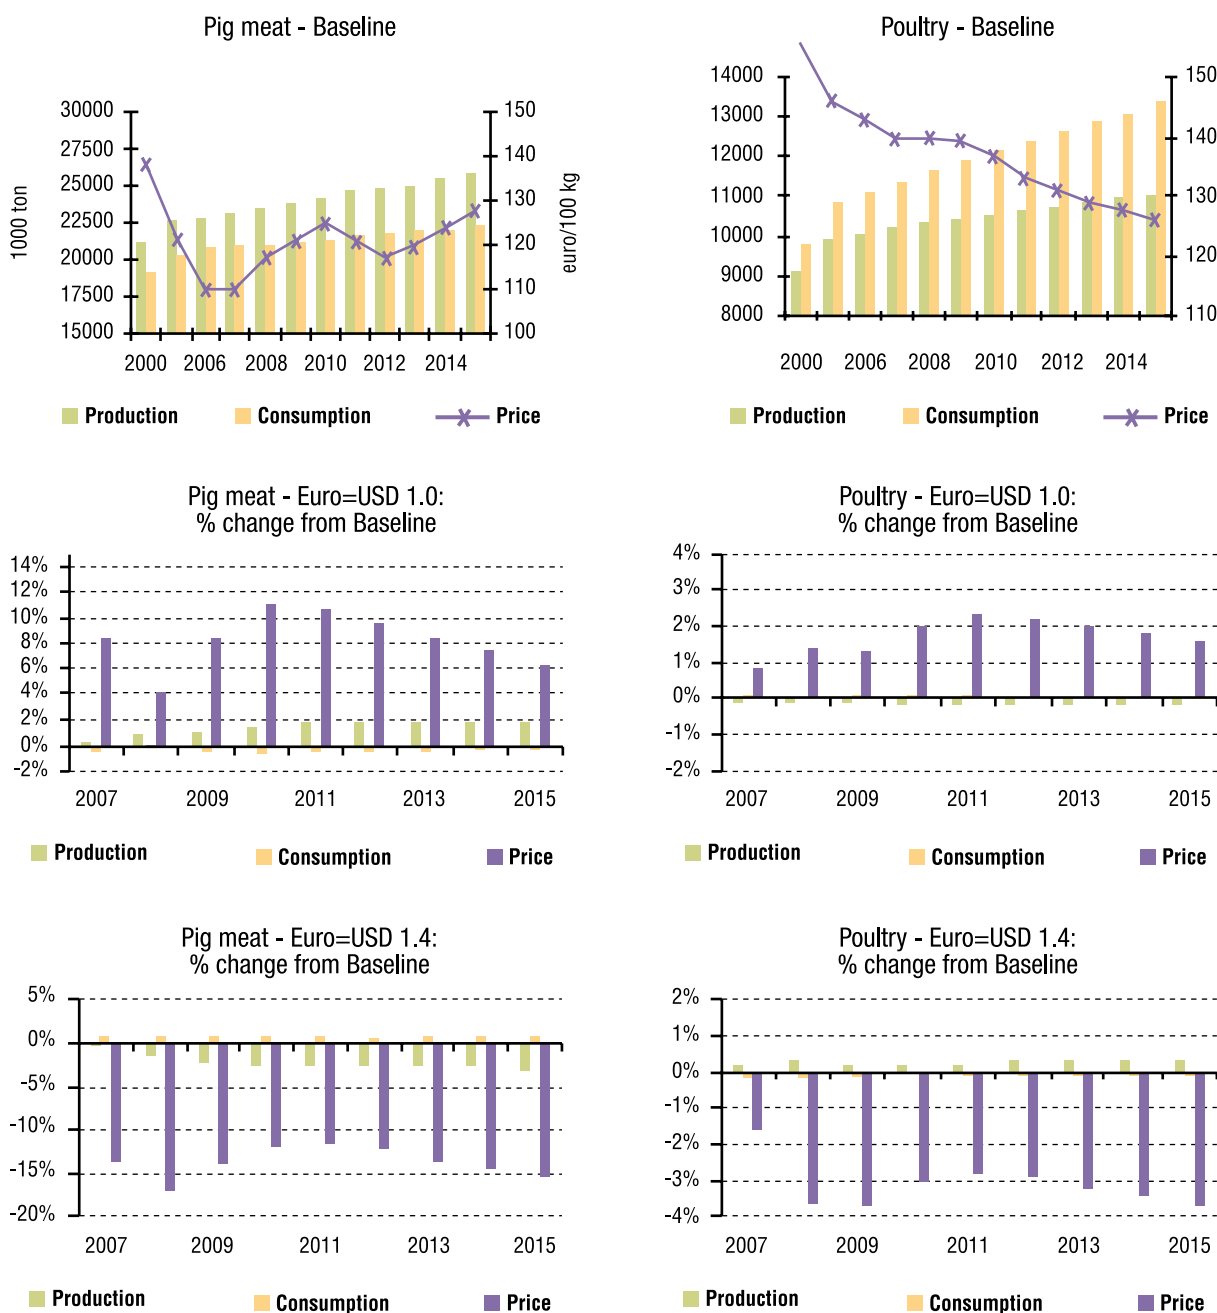 Pig meat - Baseline
30000
27500
25000
22500
20000
17500
15000
1000 ton
150
140
130
120
110
100
euro/100 kg
2000 2006 2008 2010 2012 2014
Production Consumption Price
Poultry - Baseline
14000
13000
12000
11000
10000
9000
8000
150
140
130
120
110
2000 2006 2008 2010 2012 2014
Production Consumption Price
Pig meat - Euro=USD 1.0:
% change from Baseline
14%
12%
10%
8%
6%
4%
2%
0%
-2%
2007 2009 2011 2013 2015
Production Consumption Price
Poultry - Euro=USD 1.0:
% change from Baseline
4%
3%
2%
1%
0%
-1%
-2%
2007 2009 2011 2013 2015
Production Consumption Price
Pig meat - Euro=USD 1.4:
% change from Baseline
5%
0%
-5%
-10%
-15%
-20%
2007 2009 2011 2013 2015
Production Consumption Price
Poultry - Euro=USD 1.4:
% change from Baseline
2%
1%
0%
-1%
-2%
-3%
-4%
2007 2009 2011 2013 2015
Production Consumption Price